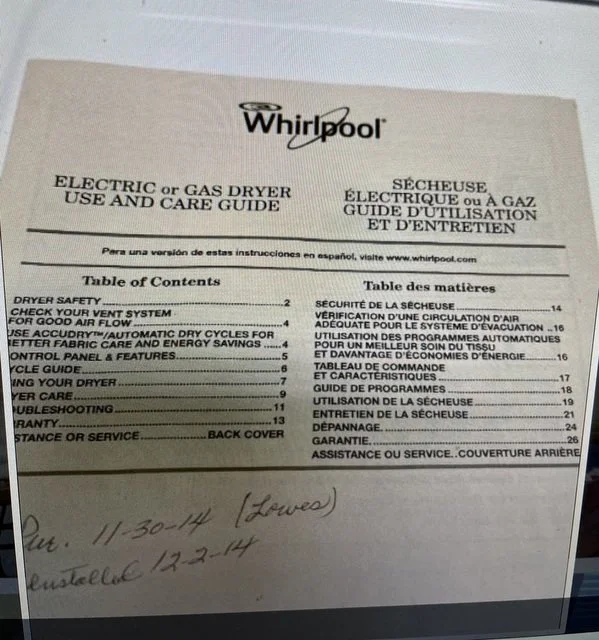 Whirlpool®
ELECTRIC or GAS DRYER
USE AND CARE GUIDE
SÉCHEUSE
ÉLECTRIQUE ou À GAZ
GUIDE D'UTILISATION
ET D'ENTRETIEN
Para una versión de estas instrucciones en español, visite www.whirlpool.com
Table of Contents
DRYER SAFETY ........ 2
CHECK YOUR VENT SYSTEM
FOR GOOD AIR FLOW ........ 4
USE ACCUDRY™/AUTOMATIC DRY CYCLES FOR
ETTER FABRIC CARE AND ENERGY SAVINGS ..... 4
ONTROL PANEL & FEATURES ........ 5
YCLE GUIDE ........ 6
ING YOUR DRYER ........ 7
YER CARE ........ 9
OUBLESHOOTING ........ 11
RRANTY ........ 13
STANCE OR SERVICE ........ BACK COVER
Table des matières
SÉCURITÉ DE LA SÉCHEUSE ........ 14
VÉRIFICATION D'UNE CIRCULATION D'AIR
ADÉQUATE POUR LE SYSTEME D'ÉVACUATION ..16
UTILISATION DES PROGRAMMES AUTOMATIQUES
POUR UN MEILLEUR SOIN DU TISSU
ET DAVANTAGE D'ÉCONOMIES D'ÉNERGIE ........ 16
TABLEAU DE COMMANDE
ET CARACTÉRISTIQUES ........ 17
GUIDE DE PROGRAMMES ........ 18
UTILISATION DE LA SÉCHEUSE ........ 19
ENTRETIEN DE LA SÉCHEUSE ........ 21
DÉPANNAGE ........ 24
GARANTIE ........ 26
ASSISTANCE OU SERVICE..COUVERTURE ARRIÈRE
Pur. 11-30-14 (Lowes)
Installed 12-2-14